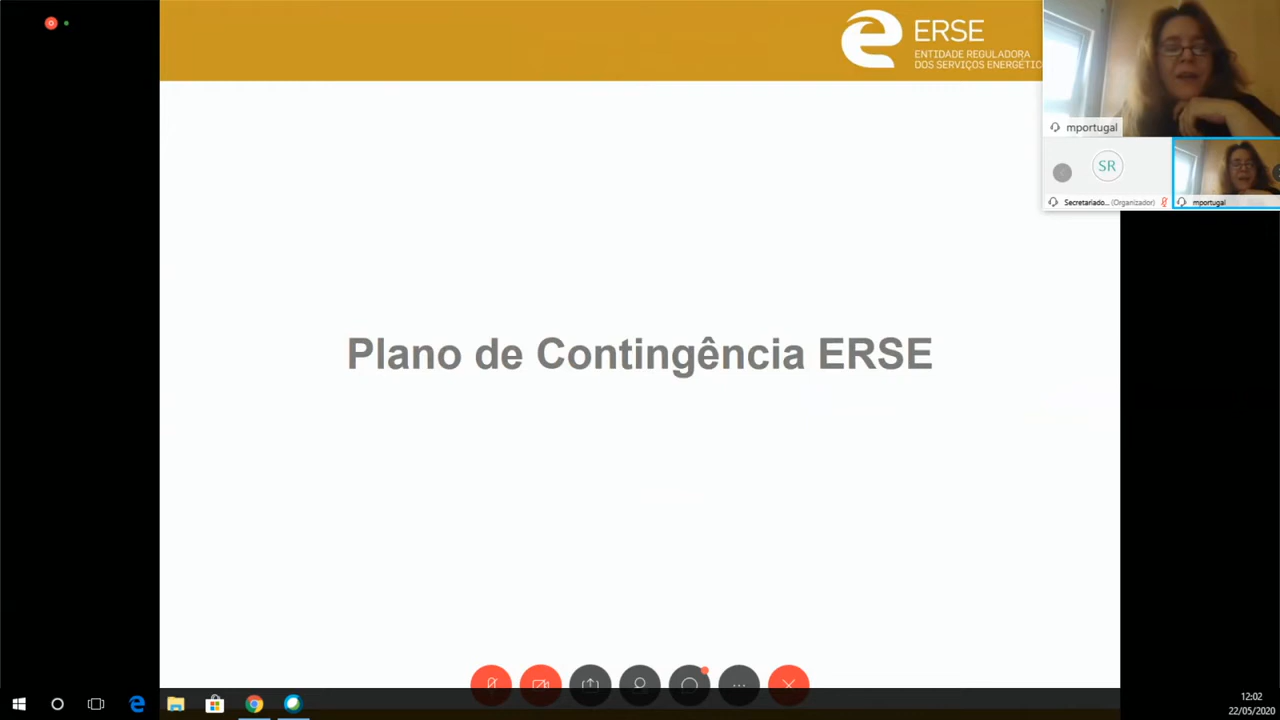 ERSE
ENTIDADE REGULADORA
DOS SERVIÇOS ENERGÉTIC
mportugal
SR
Secretariado... (Organizador)
mportugal
Plano de Contingência ERSE
12:02
22/05/2020